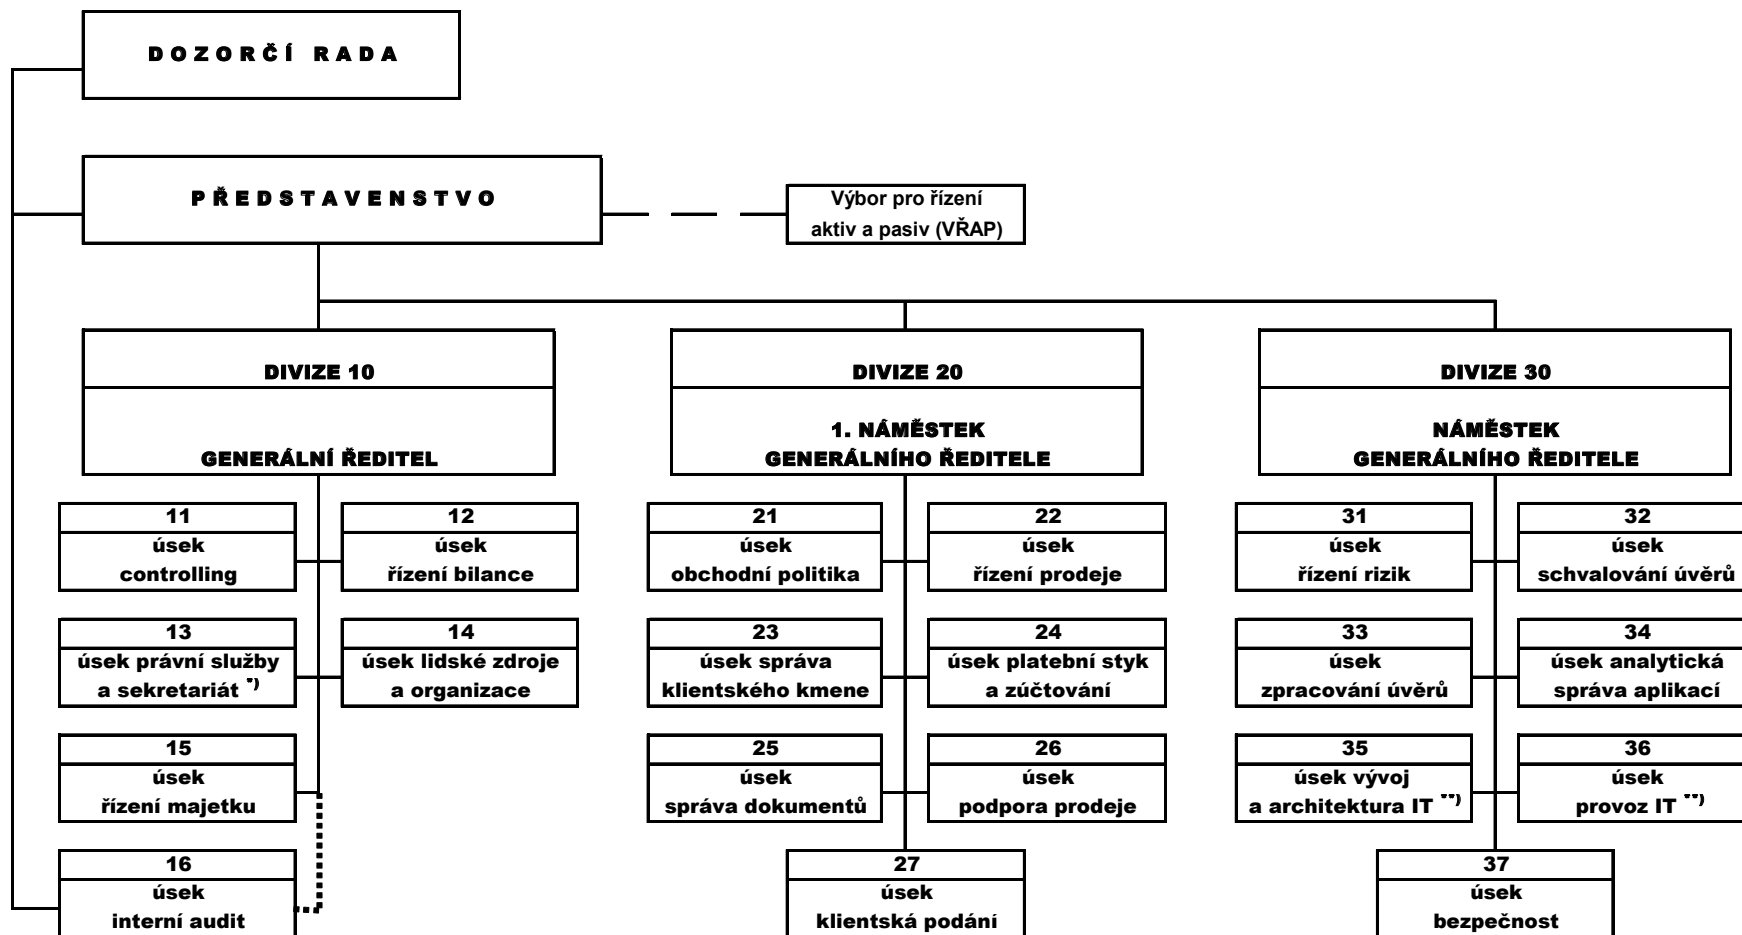 DOZORČÍ RADA
PŘEDSTAVENSTVO
Výbor pro řízení
aktiv a pasiv (VŘAP)
DIVIZE 10
GENERÁLNÍ ŘEDITEL
DIVIZE 20
1. NÁMĚSTEK
GENERÁLNÍHO ŘEDITELE
DIVIZE 30
NÁMĚSTEK
GENERÁLNÍHO ŘEDITELE
11
úsek
controlling
12
úsek
řízení bilance
21
úsek
obchodní politika
22
úsek
řízení prodeje
31
úsek
řízení rizik
32
úsek
schvalování úvěrů
13
úsek právní služby
a sekretariát *)
14
úsek lidské zdroje
a organizace
23
úsek správa
klientského kmene
24
úsek platební styk
a zúčtování
33
úsek
zpracování úvěrů
34
úsek analytická
správa aplikací
15
úsek
řízení majetku
25
úsek
správa dokumentů
26
úsek
podpora prodeje
35
úsek vývoj
a architektura IT **)
36
úsek
provoz IT **)
16
úsek
interní audit
27
úsek
klientská podání
37
úsek
bezpečnost